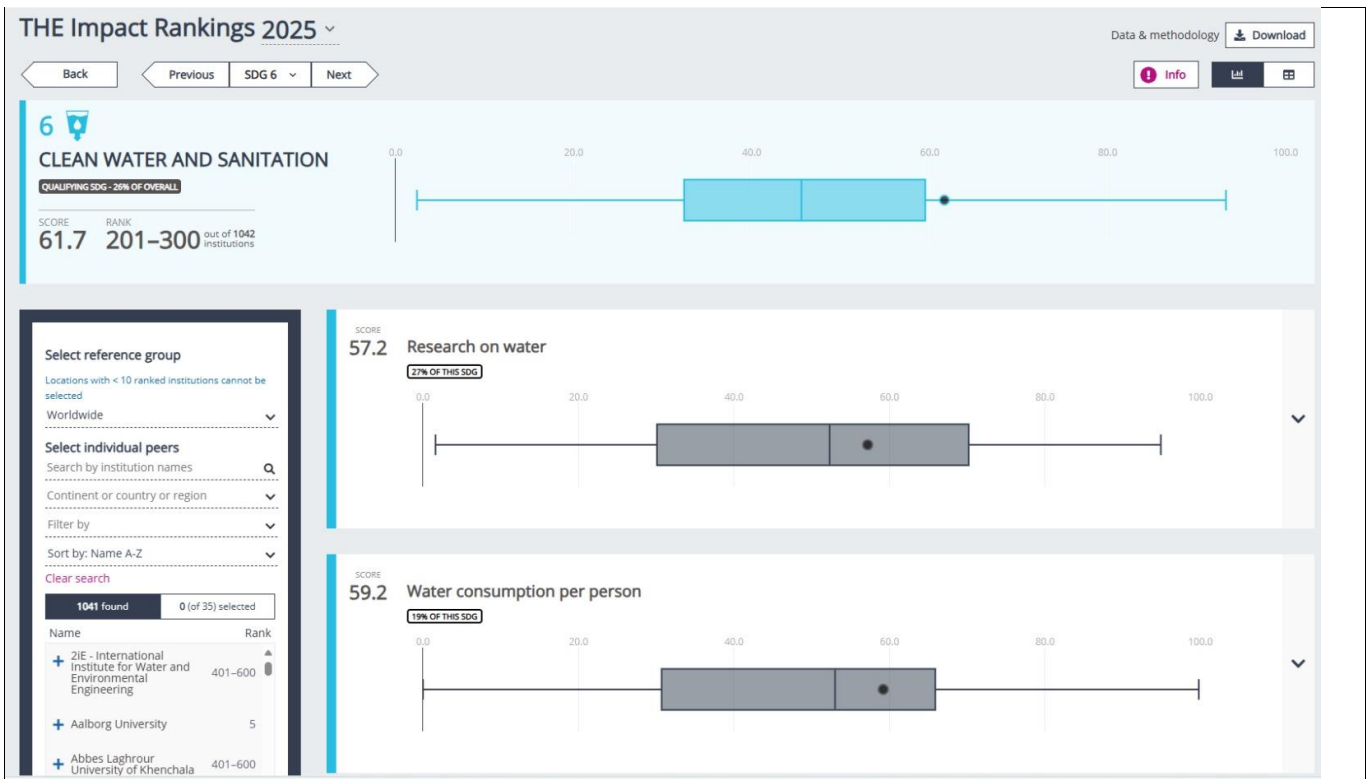 THE Impact Rankings 2025
Data & methodology Download
Back Previous SDG 6 Next
Info
6
CLEAN WATER AND SANITATION
QUALIFYING SDG - 26% OF OVERALL
SCORE RANK
61.7 201–300 out of 1042 institutions
0.0 20.0 40.0 60.0 80.0 100.0
Select reference group
Locations with < 10 ranked institutions cannot be
selected
Worldwide
Select individual peers
Search by institution names
Continent or country or region
Filter by
Sort by: Name A-Z
Clear search
1041 found 0 (of 35) selected
Name Rank
2iE - International
Institute for Water and
Environmental
Engineering
401–600
Aalborg University 5
Abbes Laghrour
University of Khenchala
401–600
SCORE
57.2 Research on water
27% OF THIS SDG
0.0 20.0 40.0 60.0 80.0 100.0
SCORE
59.2 Water consumption per person
19% OF THIS SDG
0.0 20.0 40.0 60.0 80.0 100.0